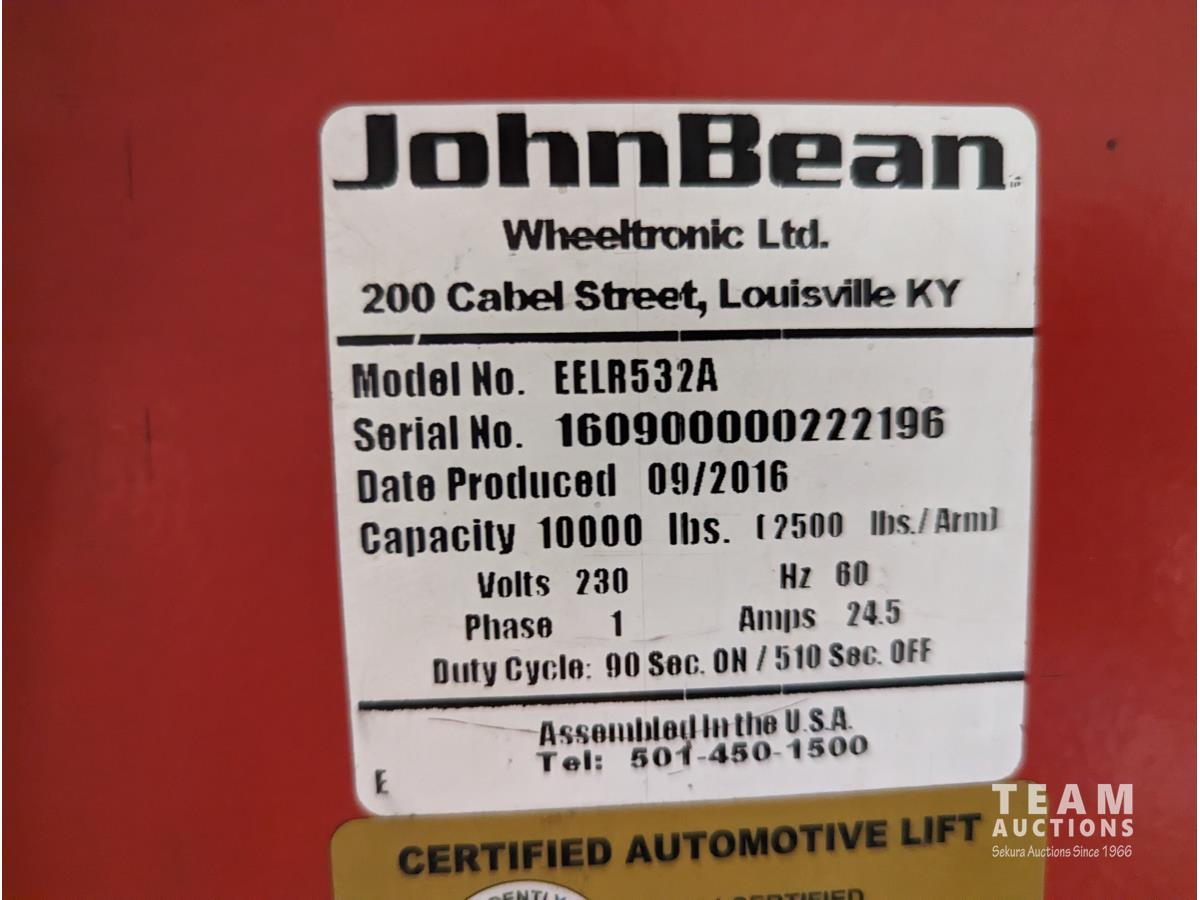 JohnBean
Wheeltronic Ltd.
200 Cabel Street, Louisville KY
Model No. EELR532A
Serial No. 160900000222196
Date Produced 09/2016
Capacity 10000 lbs. (2500 lbs./Arm)
Volts 230 Hz 60
Phase 1 Amps 24.5
Duty Cycle: 90 Sec. ON / 510 Sec. OFF
Assembled In the U.S.A.
Tel: 501-450-1500
E
CERTIFIED AUTOMOTIVE LIFT
CERTIFIED
TEAM
AUCTIONS
Sekura Auctions Since 1966